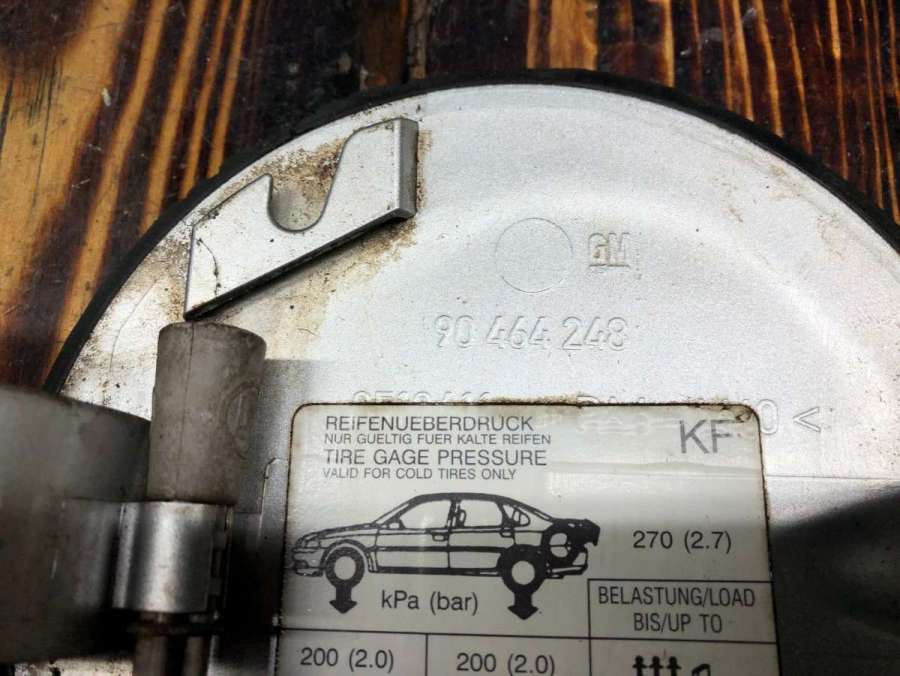 GM
90 464 248
REIFENUEBERDRUCK
NUR GUELTIG FUER KALTE REIFEN
TIRE GAGE PRESSURE
VALID FOR COLD TIRES ONLY
KF
270 (2.7)
kPa (bar)
BELASTUNG/LOAD
BIS/UP TO
200 (2.0) 200 (2.0)